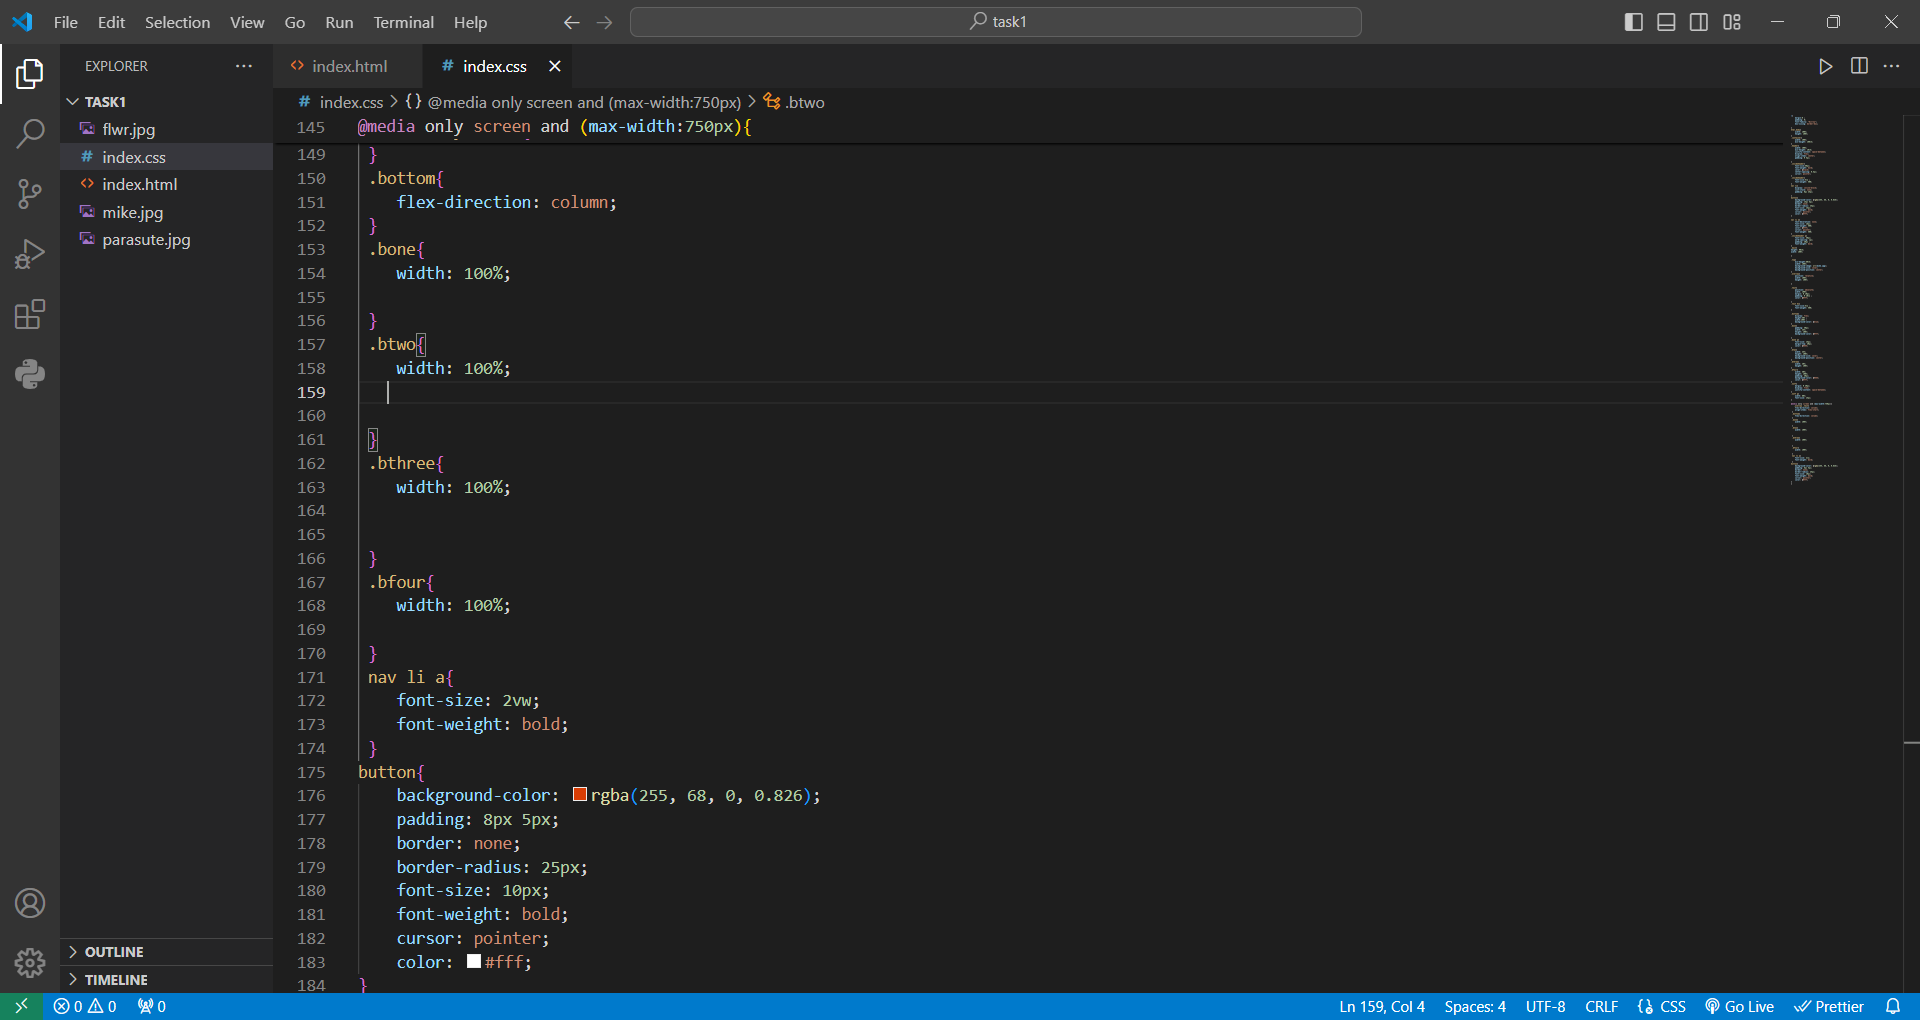 File Edit Selection View Go Run Terminal Help
task1
EXPLORER
index.html
index.css
TASK1
flwr.jpg
index.css
index.html
mike.jpg
parasute.jpg
OUTLINE
TIMELINE
index.css > {} @media only screen and (max-width:750px) > .btwo
145 @media only screen and (max-width:750px){
149 }
150 .bottom{
151 flex-direction: column;
152 }
153 .bone{
154 width: 100%;
155
156 }
157 .btwo{
158 width: 100%;
159
160
161 }
162 .bthree{
163 width: 100%;
164
165
166 }
167 .bfour{
168 width: 100%;
169
170 }
171 nav li a{
172 font-size: 2vw;
173 font-weight: bold;
174 }
175 button{
176 background-color: rgba(255, 68, 0, 0.826);
177 padding: 8px 5px;
178 border: none;
179 border-radius: 25px;
180 font-size: 10px;
181 font-weight: bold;
182 cursor: pointer;
183 color: #fff;
184 }
0 0 0 Ln 159, Col 4 Spaces: 4 UTF-8 CRLF CSS Go Live Prettier